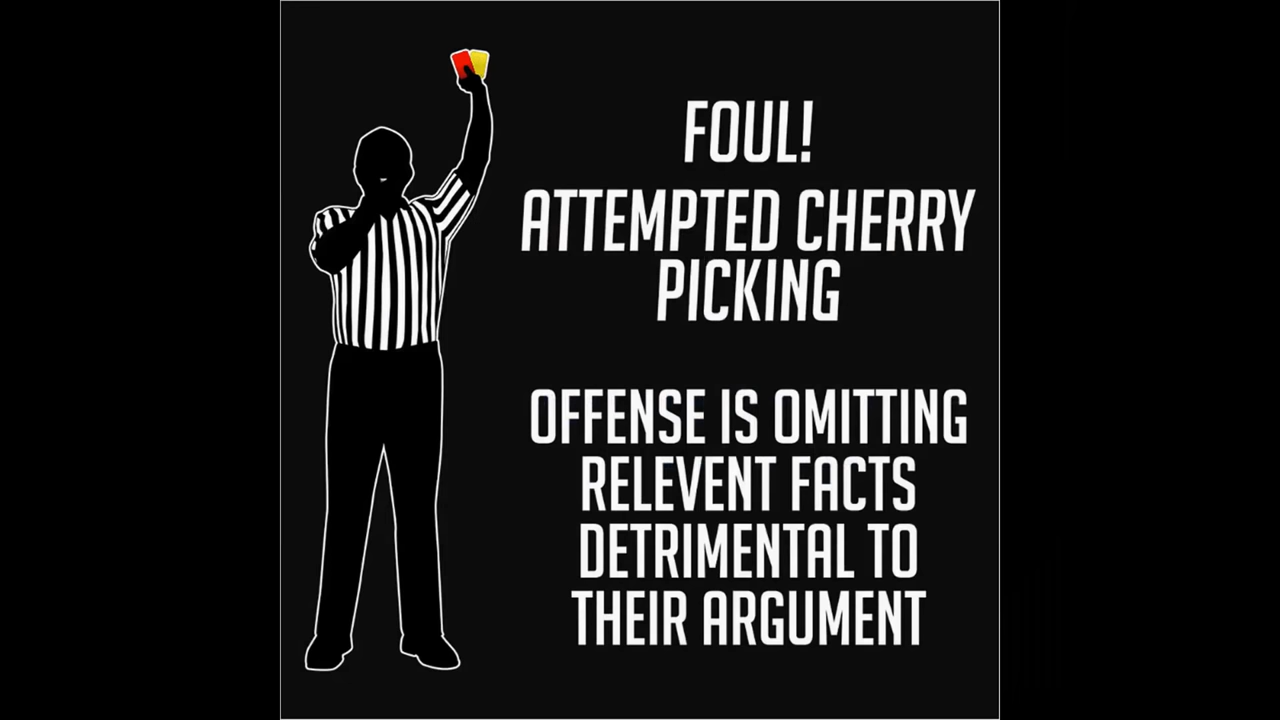 FOUL!
ATTEMPTED CHERRY
PICKING
OFFENSE IS OMITTING
RELEVENT FACTS
DETRIMENTAL TO
THEIR ARGUMENT